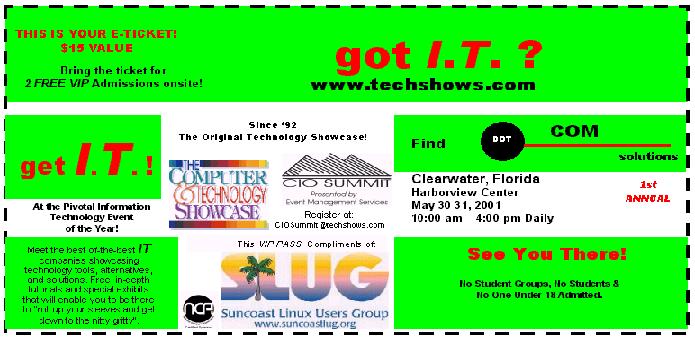 THIS IS YOUR E-TICKET!
$15 VALUE
Bring the ticket for
2 FREE VIP Admissions onsite!
got I.T. ?
www.techshows.com
get I.T.!
At the Pivotal Information
Technology Event
of the Year!
Since '92
The Original Technology Showcase!
THE
COMPUTER
& TECHNOLOGY
SHOWCASE
CIO SUMMIT
Presented by
Event Management Services
Register at:
CIOSummit@techshows.com
Find
DOT
COM
solutions
Clearwater, Florida
Harborview Center
May 30 31, 2001
10:00 am 4:00 pm Daily
1st
ANNUAL
Meet the best-of-the-best IT
companies showcasing
technology tools, alternatives,
and solutions. Free, in-depth
tutorials and special exhibits
that will enable you to be there
to "roll up your sleeves and get
down to the nitty gritty".
This VIP PASS Compliments of:
NCP
SLUG
Suncoast Linux Users Group
www.suncoastlug.org
See You There!
No Student Groups, No Students &
No One Under 18 Admitted.